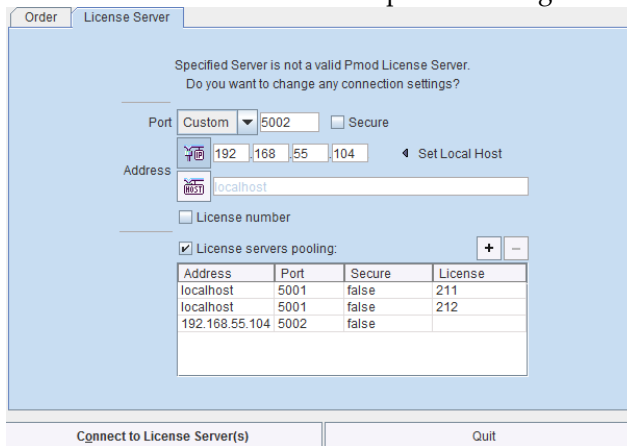 Order License Server
Specified Server is not a valid Pmod License Server.
Do you want to change any connection settings?
Port Custom 5002 Secure
IP 192 .168 .55 .104 Set Local Host
Address
HOST localhost
License number
License servers pooling: + −
Address Port Secure License
localhost 5001 false 211
localhost 5001 false 212
192.168.55.104 5002 false
Connect to License Server(s) Quit